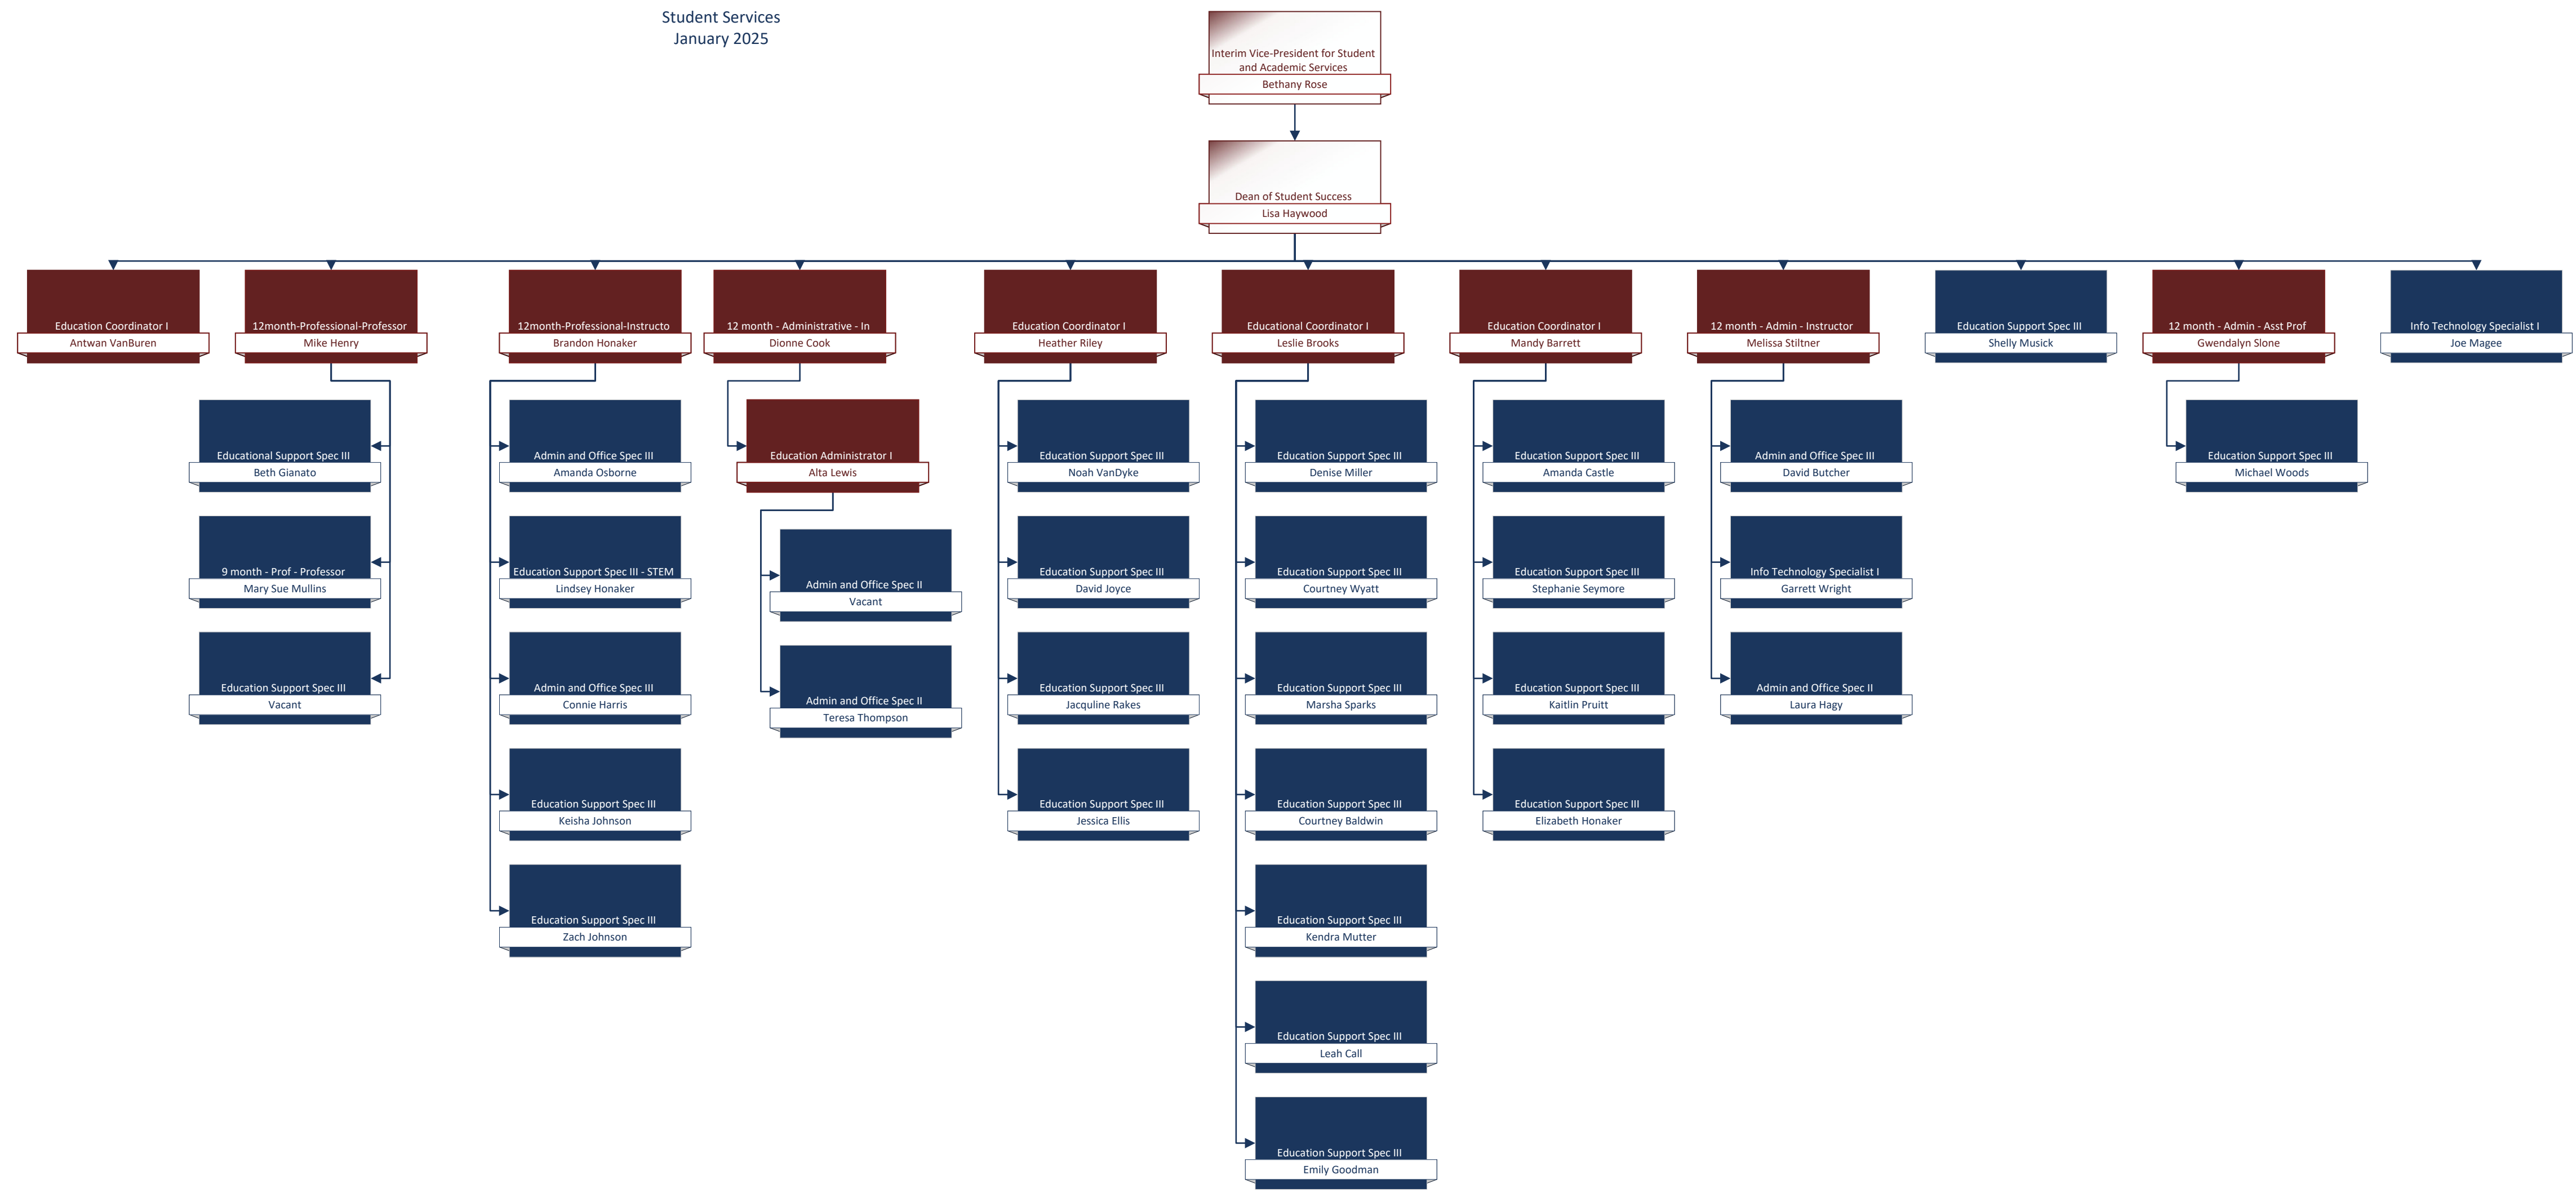 Student Services
January 2025
Interim Vice-President for Student
and Academic Services
Bethany Rose
Dean of Student Success
Lisa Haywood
Education Coordinator I
Antwan VanBuren
12month-Professional-Professor
Mike Henry
12month-Professional-Instructo
Brandon Honaker
12 month - Administrative - In
Dionne Cook
Education Coordinator I
Heather Riley
Educational Coordinator I
Leslie Brooks
Education Coordinator I
Mandy Barrett
12 month - Admin - Instructor
Melissa Stiltner
Education Support Spec III
Shelly Musick
12 month - Admin - Asst Prof
Gwendalyn Slone
Info Technology Specialist I
Joe Magee
Educational Support Spec III
Beth Gianato
9 month - Prof - Professor
Mary Sue Mullins
Education Support Spec III
Vacant
Admin and Office Spec III
Amanda Osborne
Education Support Spec III - STEM
Lindsey Honaker
Admin and Office Spec III
Connie Harris
Education Support Spec III
Keisha Johnson
Education Support Spec III
Zach Johnson
Education Administrator I
Alta Lewis
Admin and Office Spec II
Vacant
Admin and Office Spec II
Teresa Thompson
Education Support Spec III
Noah VanDyke
Education Support Spec III
David Joyce
Education Support Spec III
Jacquline Rakes
Education Support Spec III
Jessica Ellis
Education Support Spec III
Denise Miller
Education Support Spec III
Courtney Wyatt
Education Support Spec III
Marsha Sparks
Education Support Spec III
Courtney Baldwin
Education Support Spec III
Kendra Mutter
Education Support Spec III
Leah Call
Education Support Spec III
Emily Goodman
Education Support Spec III
Amanda Castle
Education Support Spec III
Stephanie Seymore
Education Support Spec III
Kaitlin Pruitt
Education Support Spec III
Elizabeth Honaker
Admin and Office Spec III
David Butcher
Info Technology Specialist I
Garrett Wright
Admin and Office Spec II
Laura Hagy
Education Support Spec III
Michael Woods